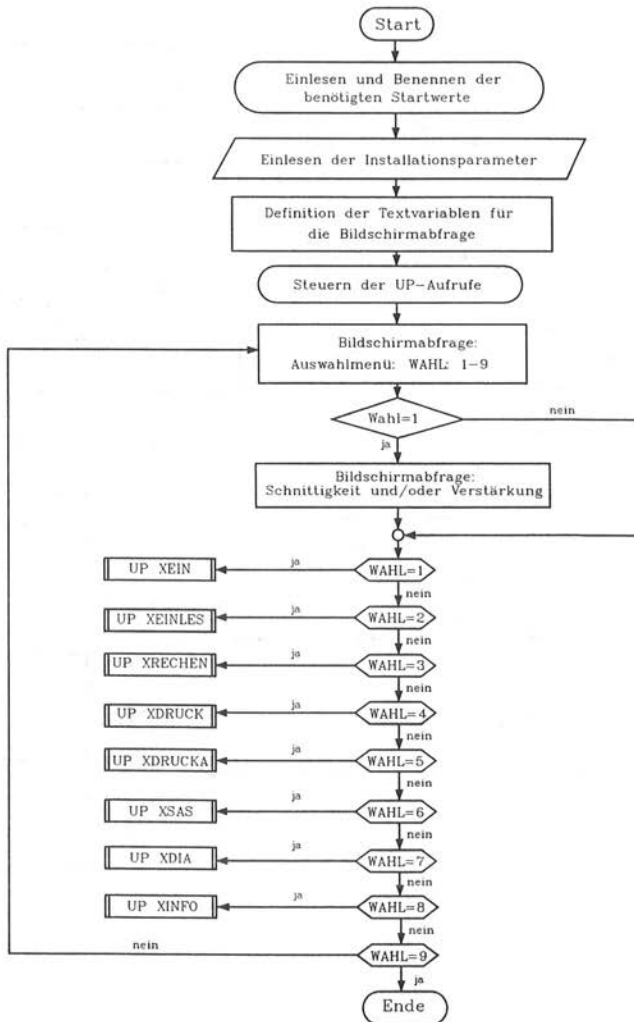 Start
Einlesen und Benennen der
benötigten Startwerte
Einlesen der Installationsparameter
Definition der Textvariablen für
die Bildschirmabfrage
Steuern der UP-Aufrufe
Bildschirmabfrage:
Auswahlmenü: WAHL: 1-9
Wahl=1
nein
ja
Bildschirmabfrage:
Schnittigkeit und/oder Verstärkung
UP XEIN
ja
WAHL=1
nein
UP XEINLES
ja
WAHL=2
nein
UP XRECHEN
ja
WAHL=3
nein
UP XDRUCK
ja
WAHL=4
nein
UP XDRUCKA
ja
WAHL=5
nein
UP XSAS
ja
WAHL=6
nein
UP XDIA
ja
WAHL=7
nein
UP XINFO
ja
WAHL=8
nein
nein
WAHL=9
ja
Ende